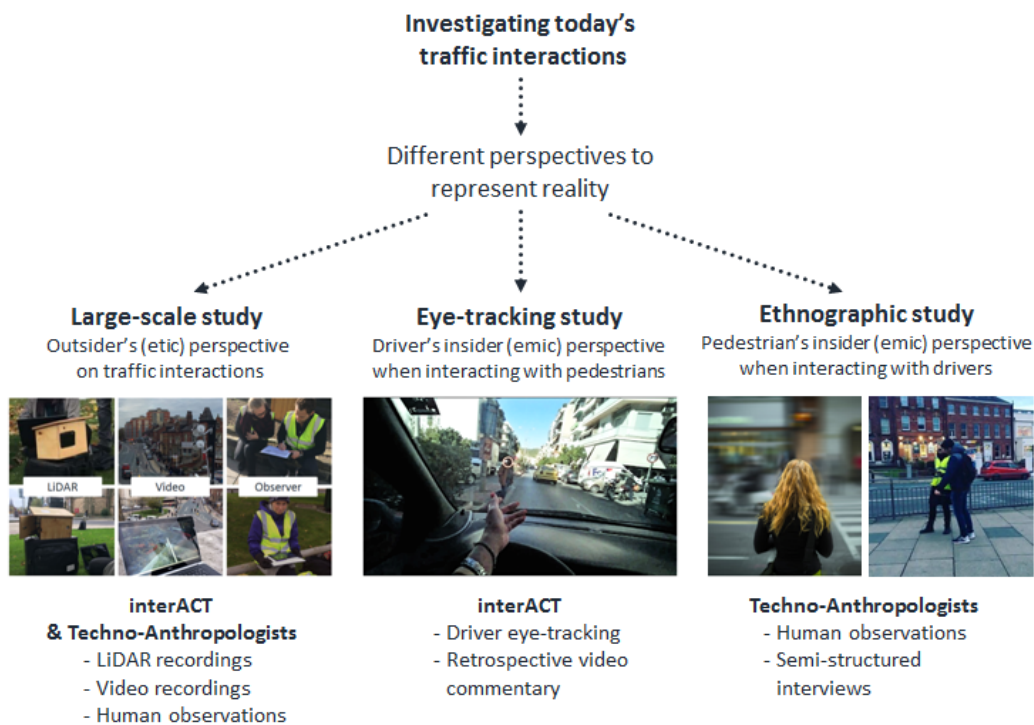 Investigating today's
traffic interactions
Different perspectives to
represent reality
Large-scale study
Outsider's (etic) perspective
on traffic interactions
LiDAR
Video
Observer
interACT
& Techno-Anthropologists
- LiDAR recordings
- Video recordings
- Human observations
Eye-tracking study
Driver's insider (emic) perspective
when interacting with pedestrians
interACT
- Driver eye-tracking
- Retrospective video
commentary
Ethnographic study
Pedestrian's insider (emic) perspective
when interacting with drivers
Techno-Anthropologists
- Human observations
- Semi-structured
interviews